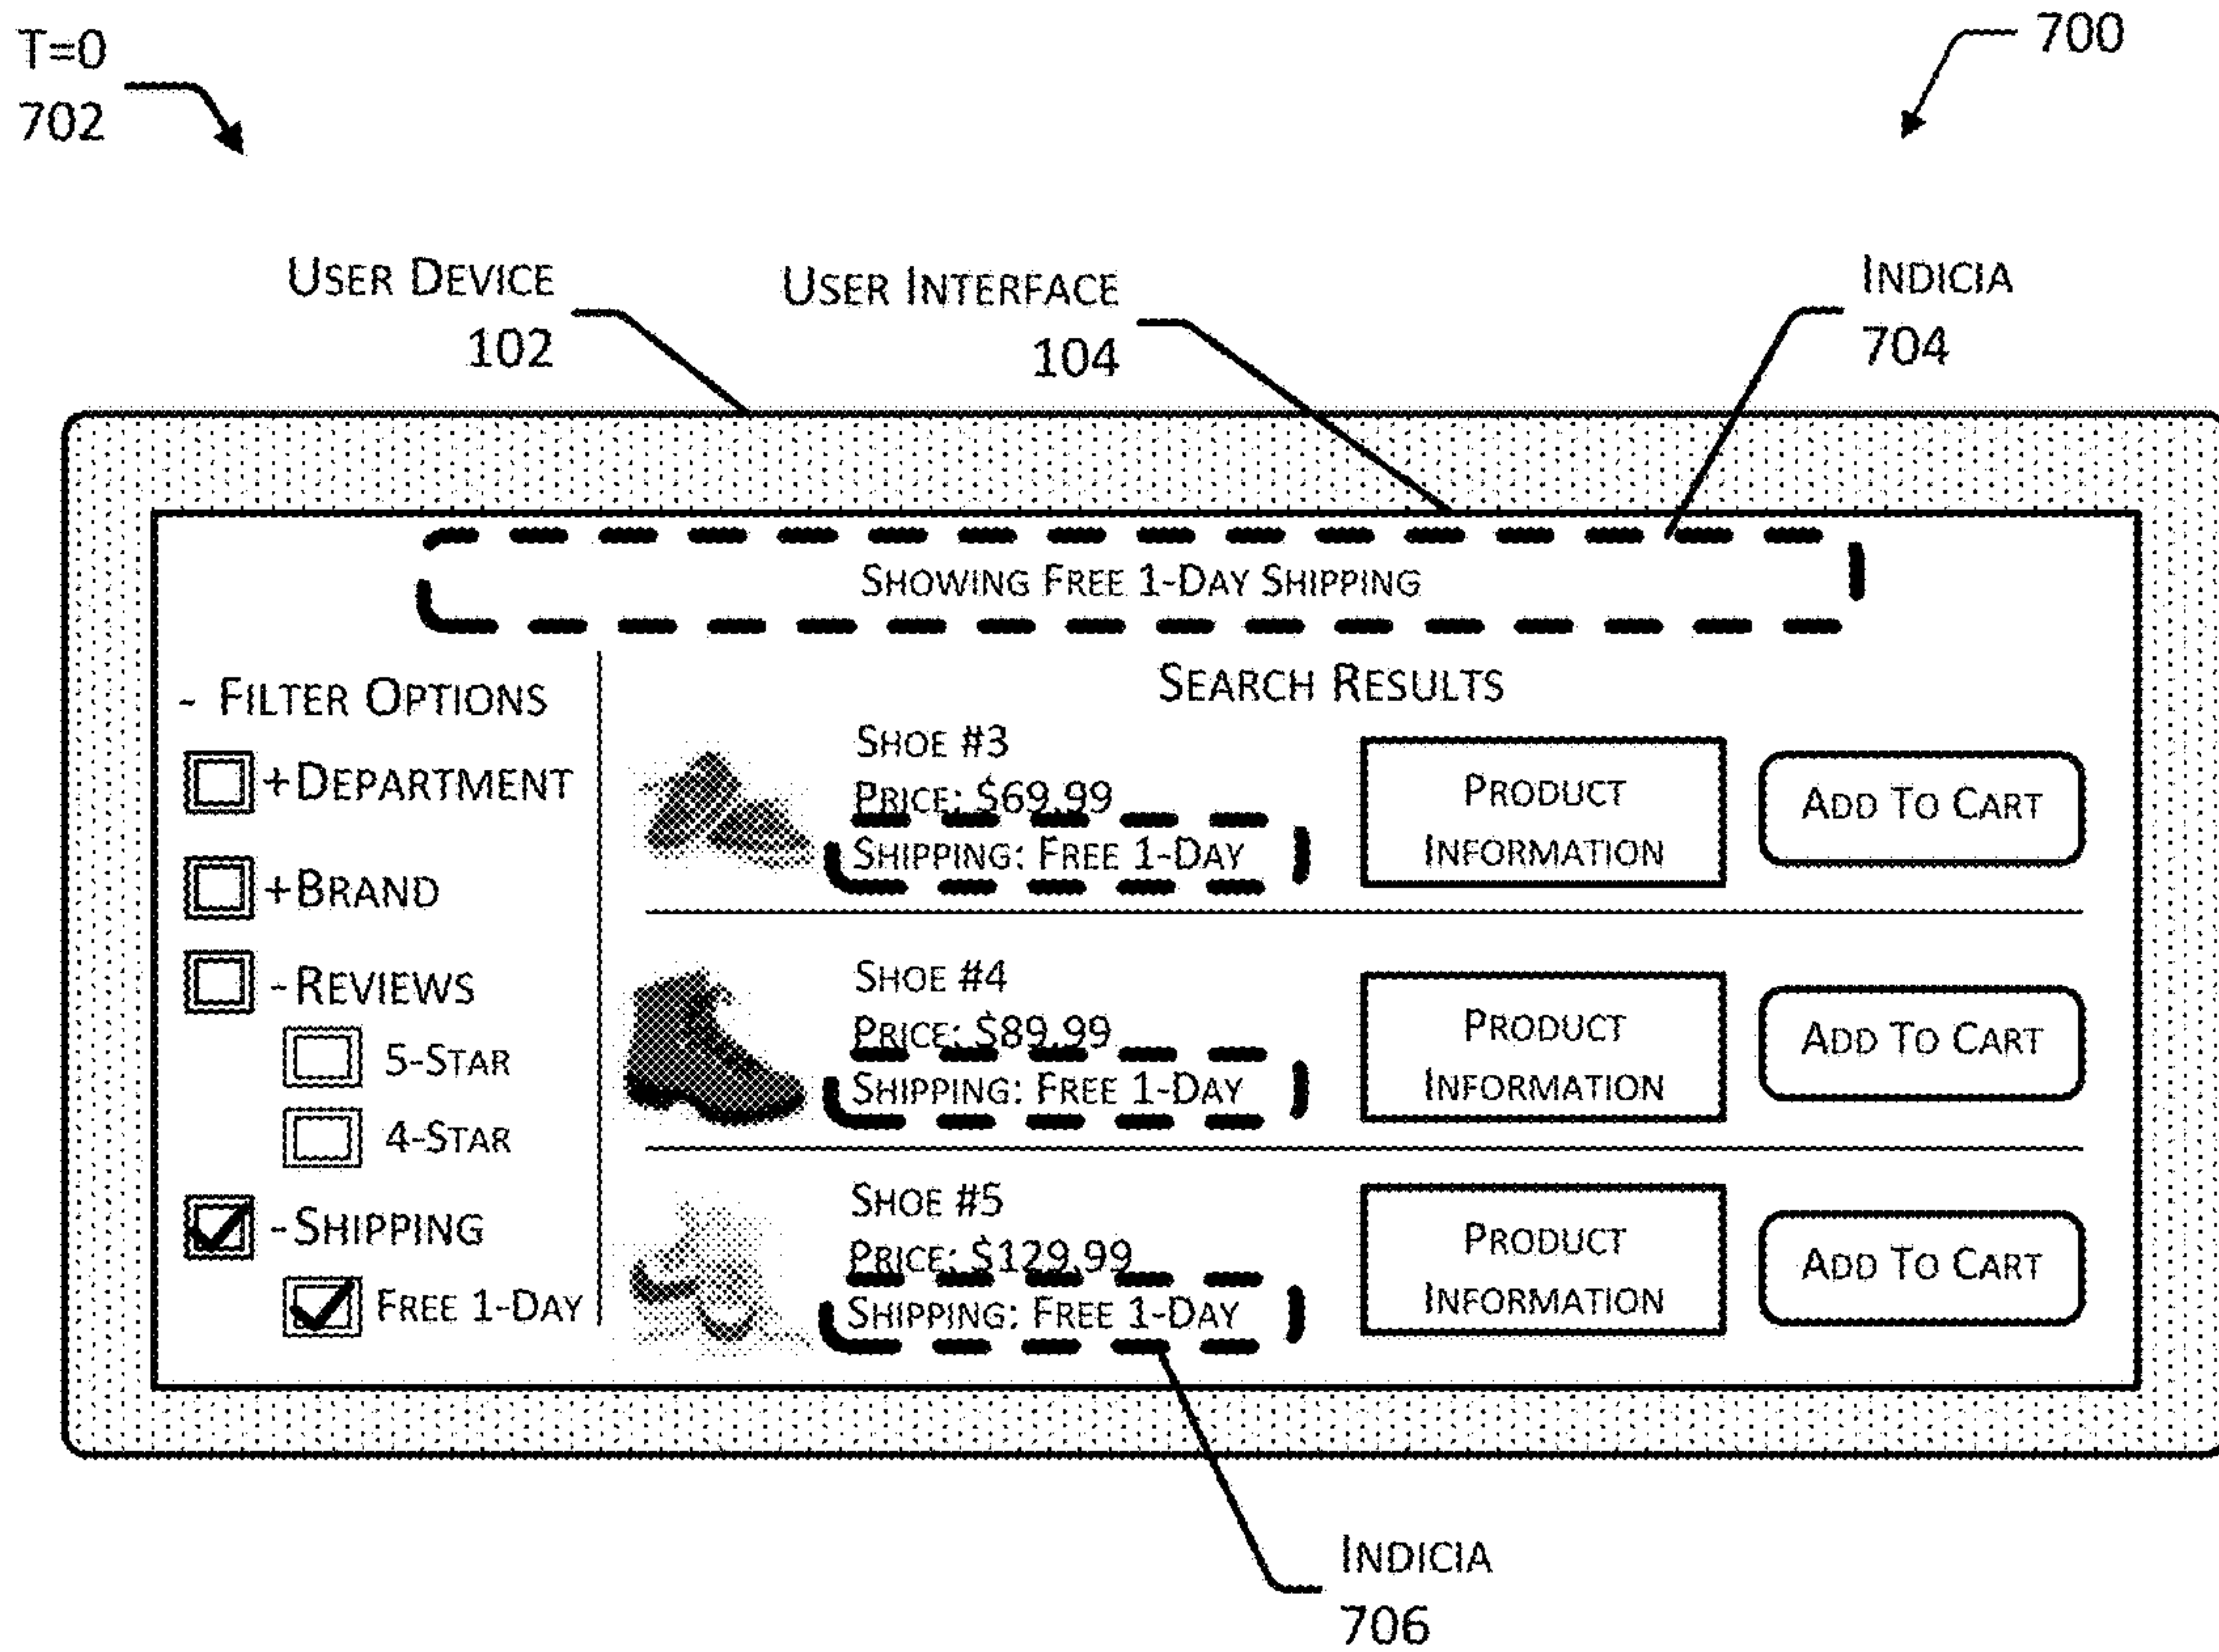 T=0
702
700
USER DEVICE
102
USER INTERFACE
104
INDICIA
704
SHOWING FREE 1-DAY SHIPPING
- FILTER OPTIONS
+DEPARTMENT
+BRAND
-REVIEWS
5-STAR
4-STAR
-SHIPPING
FREE 1-DAY
SEARCH RESULTS
SHOE #3
PRICE: $69.99
SHIPPING: FREE 1-DAY
PRODUCT
INFORMATION
ADD TO CART
SHOE #4
PRICE: $89.99
SHIPPING: FREE 1-DAY
PRODUCT
INFORMATION
ADD TO CART
SHOE #5
PRICE: $129.99
SHIPPING: FREE 1-DAY
PRODUCT
INFORMATION
ADD TO CART
INDICIA
706